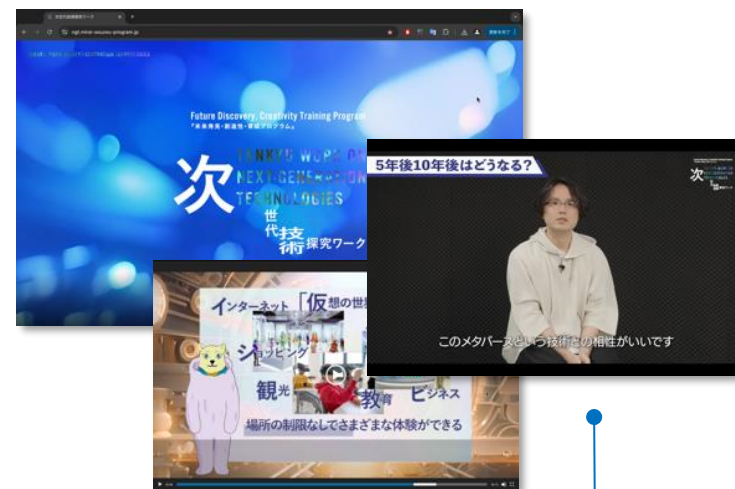 Future Discovery, Creativity Training Program
『未来発見・創造性・育成プログラム』
次
世
代
技
術
探究ワーク
TANKYU WORK ON
NEXT GENERATION
TECHNOLOGIES
5年後10年後はどうなる？
次
このメタバースという技術との相性がいいです
インターネット「仮想の世界
ショッピング
観光
教育
ビジネス
場所の制限なしでさまざまな体験ができる